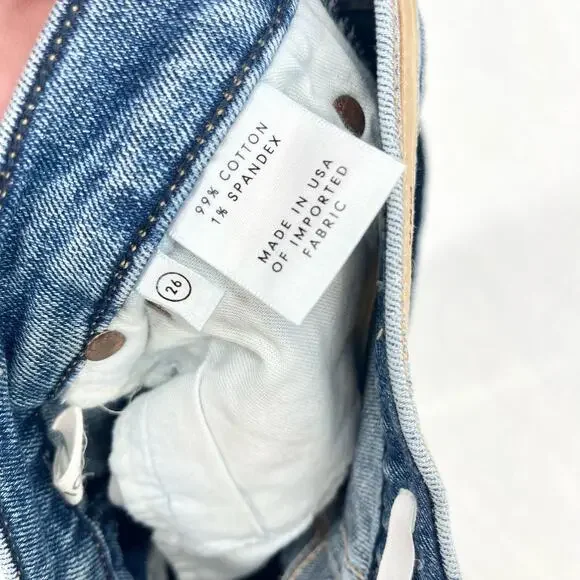 99% COTTON
1% SPANDEX
MADE IN USA
OF IMPORTED
FABRIC
26